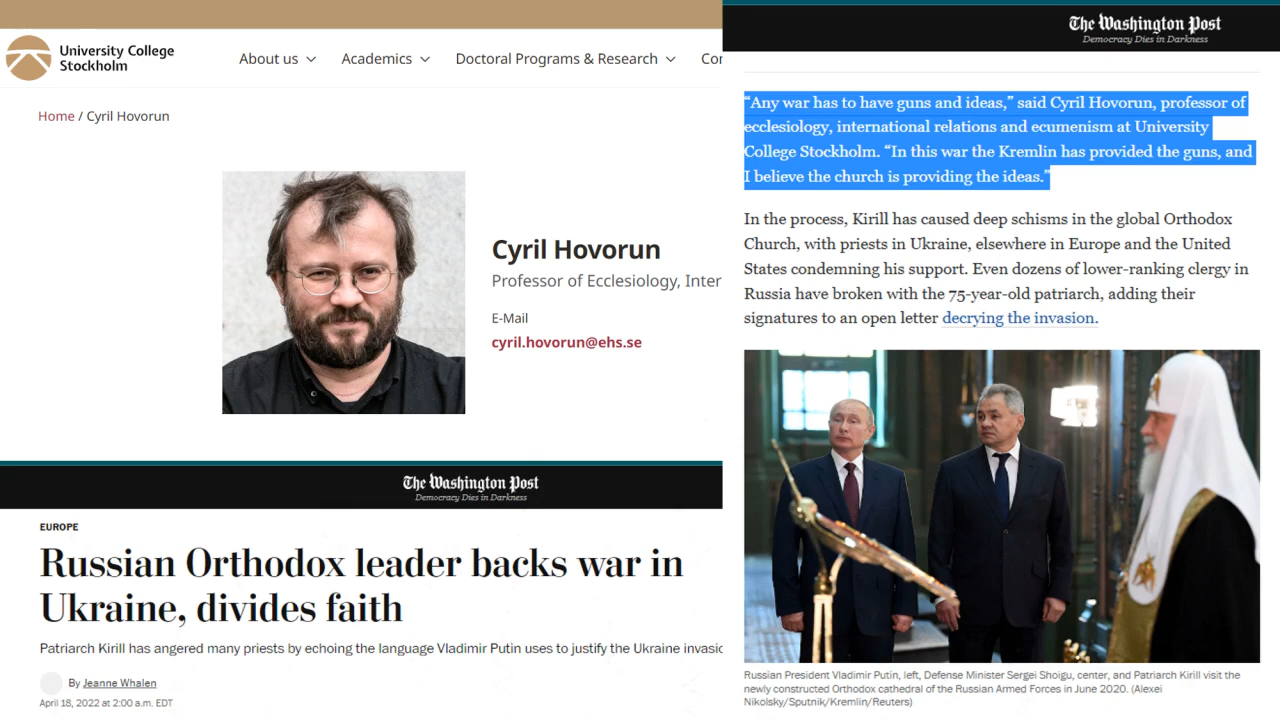 University College
Stockholm
About us
Academics
Doctoral Programs & Research
Cor
Home / Cyril Hovorun
Cyril Hovorun
Professor of Ecclesiology, Inter
E-Mail
cyril.hovorun@ehs.se
The Washington Post
Democracy Dies in Darkness
EUROPE
Russian Orthodox leader backs war in
Ukraine, divides faith
Patriarch Kirill has angered many priests by echoing the language Vladimir Putin uses to justify the Ukraine invasic
By Jeanne Whalen
April 18, 2022 at 2:00 a.m. EDT
The Washington Post
Democracy Dies in Darkness
“Any war has to have guns and ideas,” said Cyril Hovorun, professor of
ecclesiology, international relations and ecumenism at University
College Stockholm. “In this war the Kremlin has provided the guns, and
I believe the church is providing the ideas.”
In the process, Kirill has caused deep schisms in the global Orthodox
Church, with priests in Ukraine, elsewhere in Europe and the United
States condemning his support. Even dozens of lower-ranking clergy in
Russia have broken with the 75-year-old patriarch, adding their
signatures to an open letter decrying the invasion.
Russian President Vladimir Putin, left, Defense Minister Sergei Shoigu, center, and Patriarch Kirill visit the
newly constructed Orthodox cathedral of the Russian Armed Forces in June 2020. (Alexei
Nikolsky/Sputnik/Kremlin/Reuters)